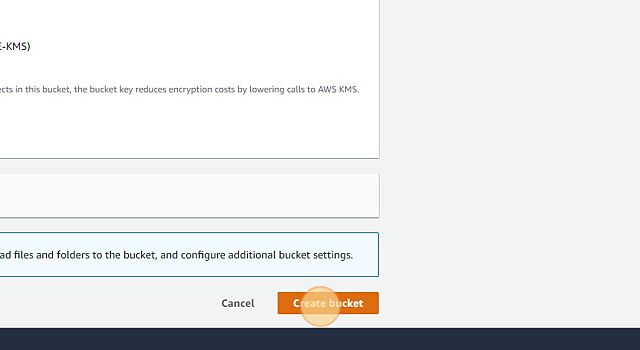 E-KMS)
ects in this bucket, the bucket key reduces encryption costs by lowering calls to AWS KMS.
ad files and folders to the bucket, and configure additional bucket settings.
Cancel
Create bucket